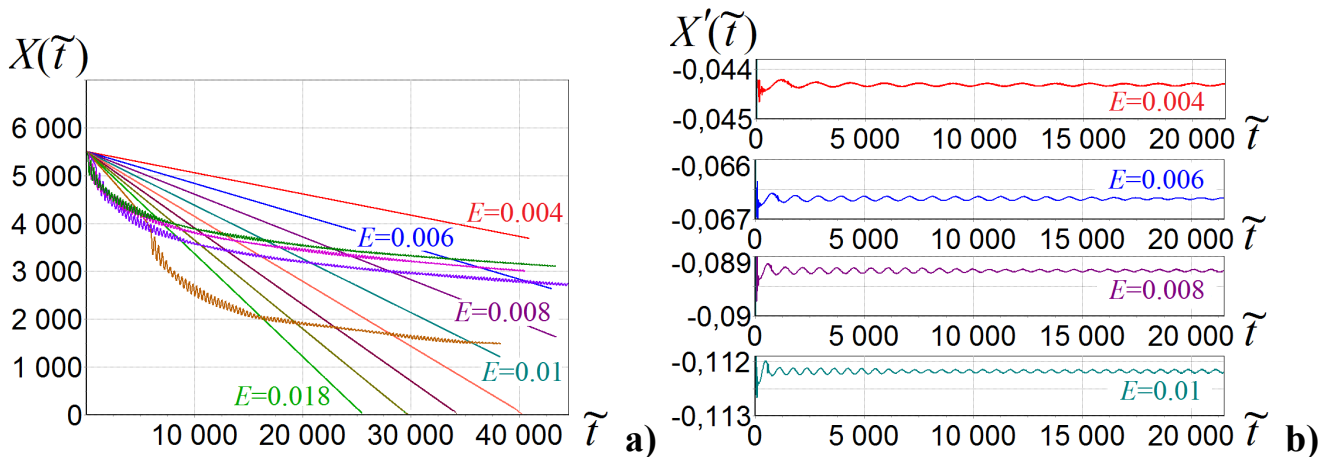 X(t̃)
6 000
5 000
4 000
3 000
2 000
1 000
0
10 000 20 000 30 000 40 000 t̃
E=0.004
E=0.006
E=0.008
E=0.01
E=0.018
a)
X′(t̃)
-0,044
-0,045
E=0.004
0 5 000 10 000 15 000 20 000 t̃
-0,066
-0,067
E=0.006
0 5 000 10 000 15 000 20 000 t̃
-0,089
-0,09
E=0.008
0 5 000 10 000 15 000 20 000 t̃
-0,112
-0,113
E=0.01
0 5 000 10 000 15 000 20 000 t̃
b)